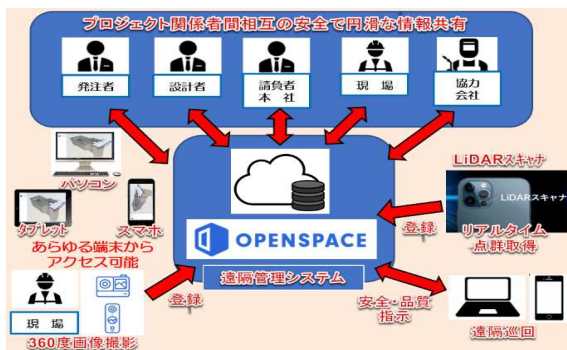 プロジェクト関係者間相互の安全で円滑な情報共有
発注者
設計者
請負者
本社
現場
協力
会社
パソコン
タブレット
スマホ
あらゆる端末から
アクセス可能
OPENSPACE
遠隔管理システム
LiDARスキャナ
LiDARスキャナ
リアルタイム
点群取得
登録
現場
360度画像撮影
登録
安全・品質
指示
遠隔巡回